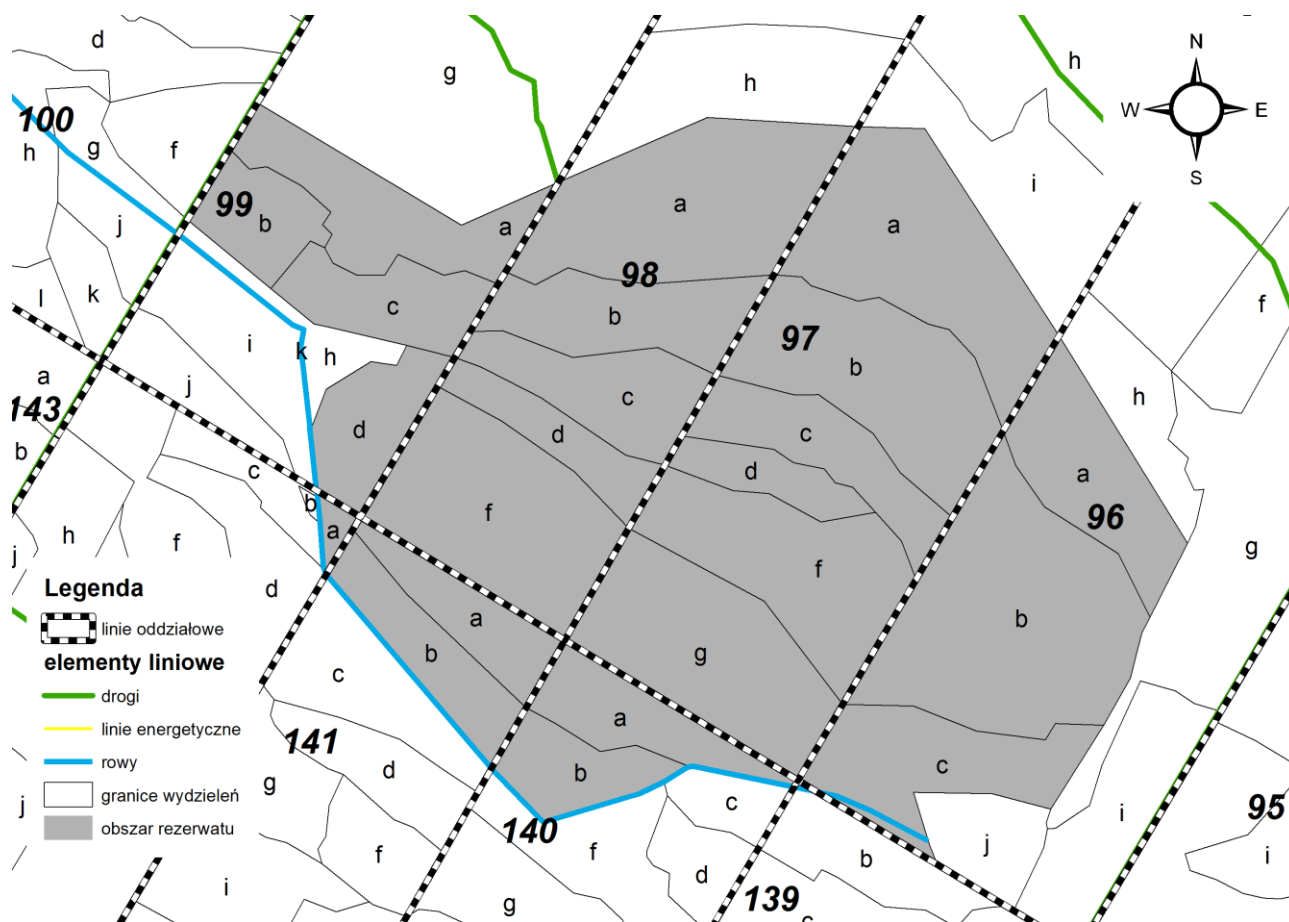 d
g
h
h
N
W
E
S
100
h
g
f
99
b
j
a
a
a
i
98
l
k
i
c
b
97
f
k
h
b
a
j
c
h
143
b
d
d
c
d
a
c
b
a
f
96
j
h
f
g
d
f
Legenda
linie oddziałowe
elementy liniowe
drogi
linie energetyczne
rowy
granice wydzieleń
obszar rezerwatu
a
b
b
g
c
a
141
d
b
c
g
j
c
i
95
140
f
f
d
b
j
i
i
g
139